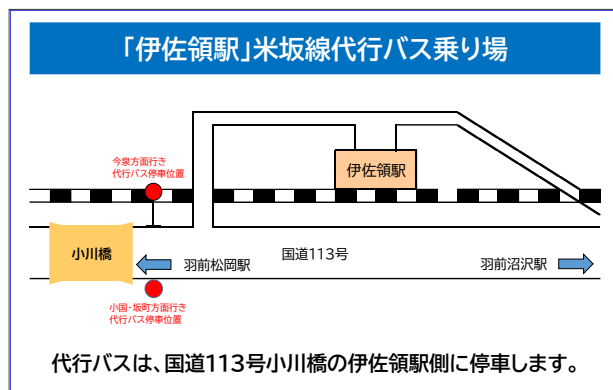 「伊佐領駅」米坂線代行バス乗り場
今泉方面行き
代行バス停車位置
伊佐領駅
小川橋
羽前松岡駅
国道113号
羽前沼沢駅
小国・坂町方面行き
代行バス停車位置
代行バスは、国道113号小川橋の伊佐領駅側に停車します。